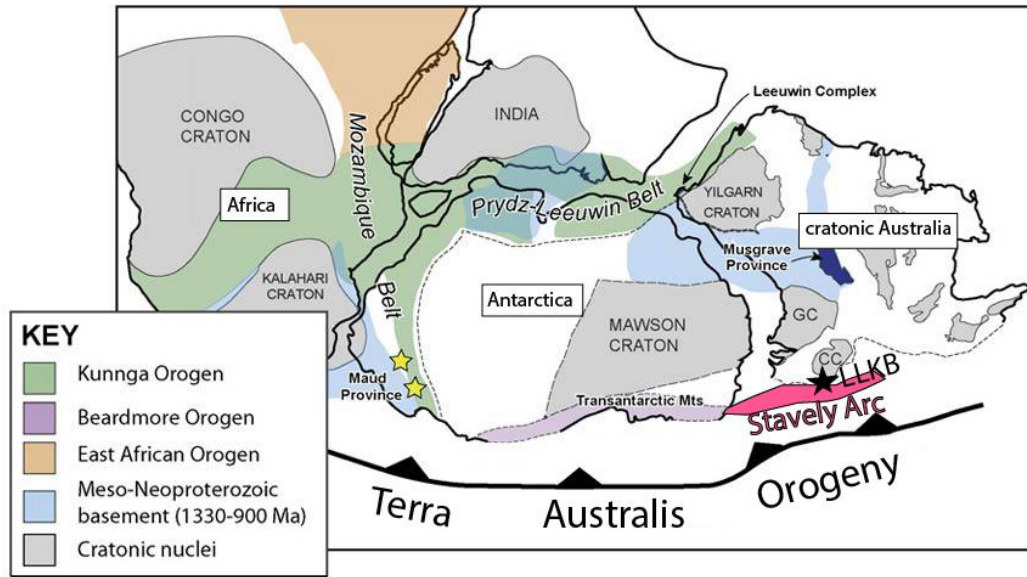 CONGO
CRATON
Mozambique
INDIA
Leeuwin Complex
Africa
Prydz-Leeuwin Belt
YILGARN
CRATON
cratonic Australia
Musgrave
Province
KALAHARI
CRATON
Belt
Antarctica
MAWSON
CRATON
GC
CC
LLKB
Maud
Province
Transantarctic Mts
Stavely Arc
Terra
Australis
Orogeny
KEY
Kunnga Orogen
Beardmore Orogen
East African Orogen
Meso-Neoproterozoic
basement (1330-900 Ma)
Cratonic nuclei